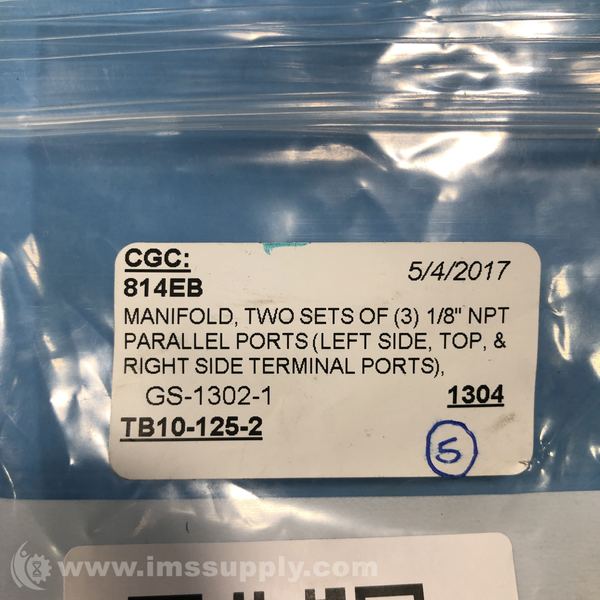 CGC:
5/4/2017
814EB
MANIFOLD, TWO SETS OF (3) 1/8" NPT
PARALLEL PORTS (LEFT SIDE, TOP, &
RIGHT SIDE TERMINAL PORTS),
GS-1302-1
1304
TB10-125-2
5
www.imssupply.com